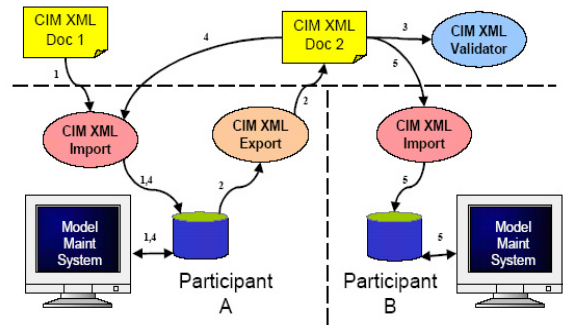 CIM XML
Doc 1
CIM XML
Doc 2
CIM XML
Validator
3
4
1
5
2
CIM XML
Import
CIM XML
Export
CIM XML
Import
1,4
2
5
Model
Maint
System
1,4
Participant
A
Participant
B
5
Model
Maint
System